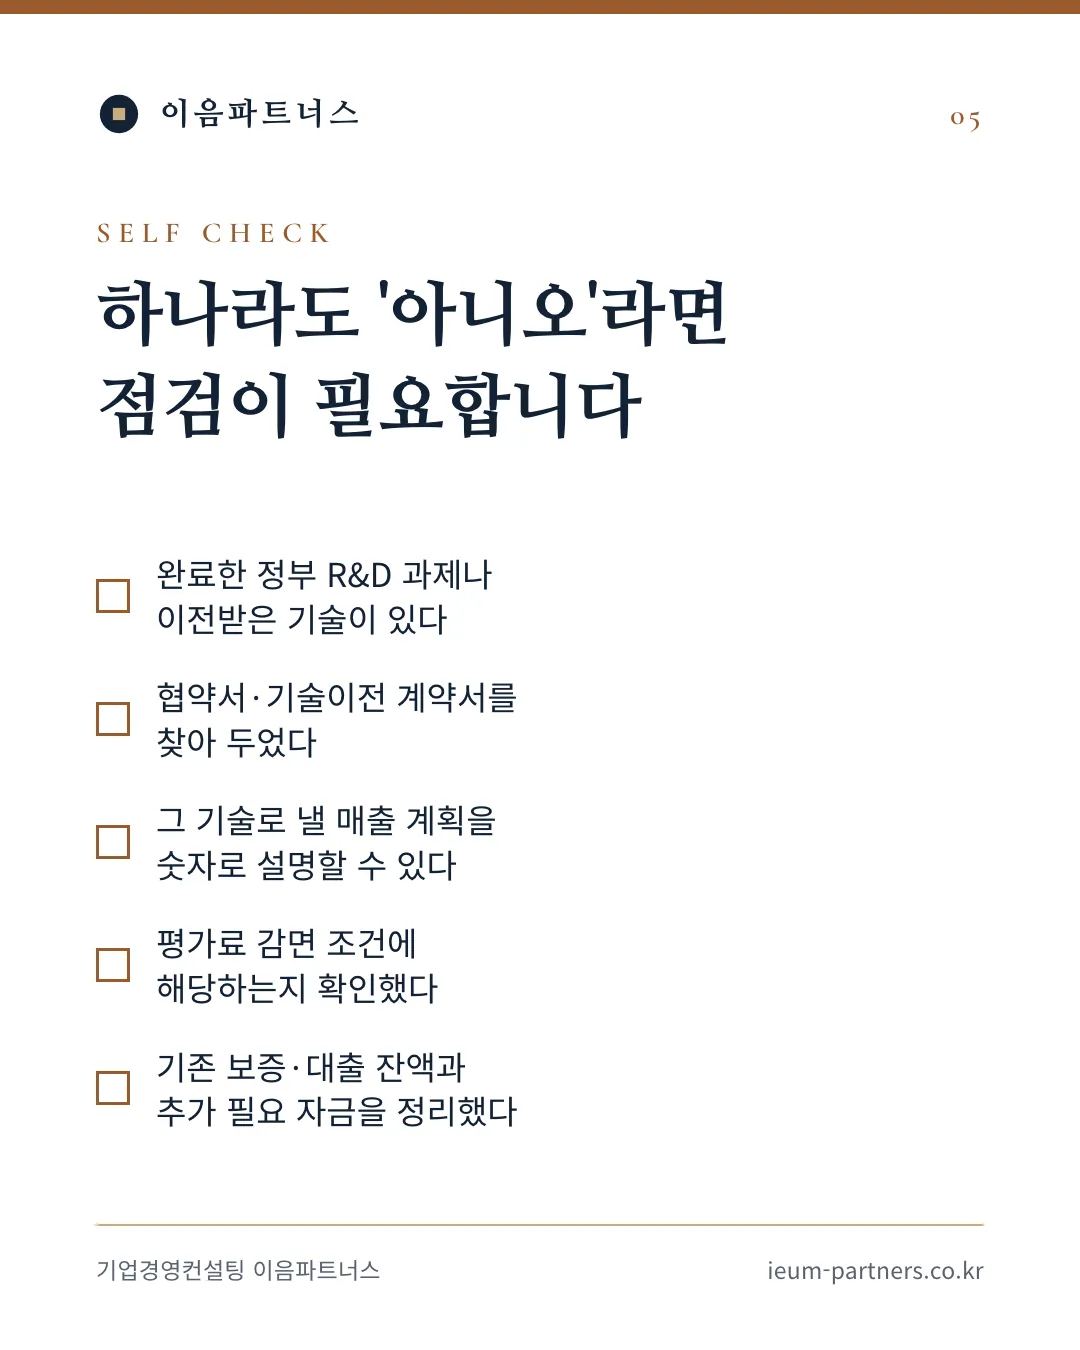 이음파트너스
05
SELF CHECK
하나라도 '아니오'라면
점검이 필요합니다
완료한 정부 R&D 과제나
이전받은 기술이 있다
협약서·기술이전 계약서를
찾아 두었다
그 기술로 낼 매출 계획을
숫자로 설명할 수 있다
평가료 감면 조건에
해당하는지 확인했다
기존 보증·대출 잔액과
추가 필요 자금을 정리했다
기업경영컨설팅 이음파트너스
ieum-partners.co.kr